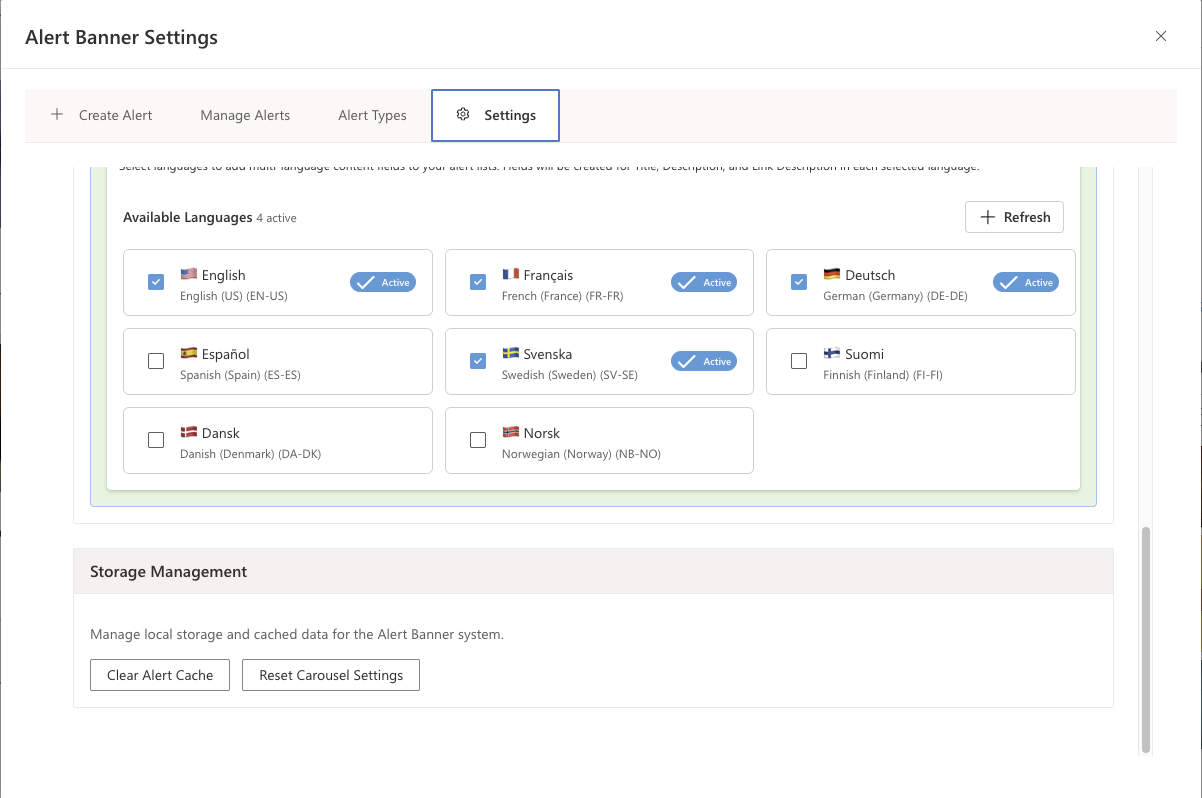 Alert Banner Settings
Create Alert
Manage Alerts
Alert Types
Settings
Select languages to add multi-language content fields to your alert lists. Fields will be created for Title, Description, and Link Description in each selected language.
Available Languages 4 active
Refresh
English
English (US) (EN-US)
Active
Français
French (France) (FR-FR)
Active
Deutsch
German (Germany) (DE-DE)
Active
Español
Spanish (Spain) (ES-ES)
Svenska
Swedish (Sweden) (SV-SE)
Active
Suomi
Finnish (Finland) (FI-FI)
Dansk
Danish (Denmark) (DA-DK)
Norsk
Norwegian (Norway) (NB-NO)
Storage Management
Manage local storage and cached data for the Alert Banner system.
Clear Alert Cache
Reset Carousel Settings